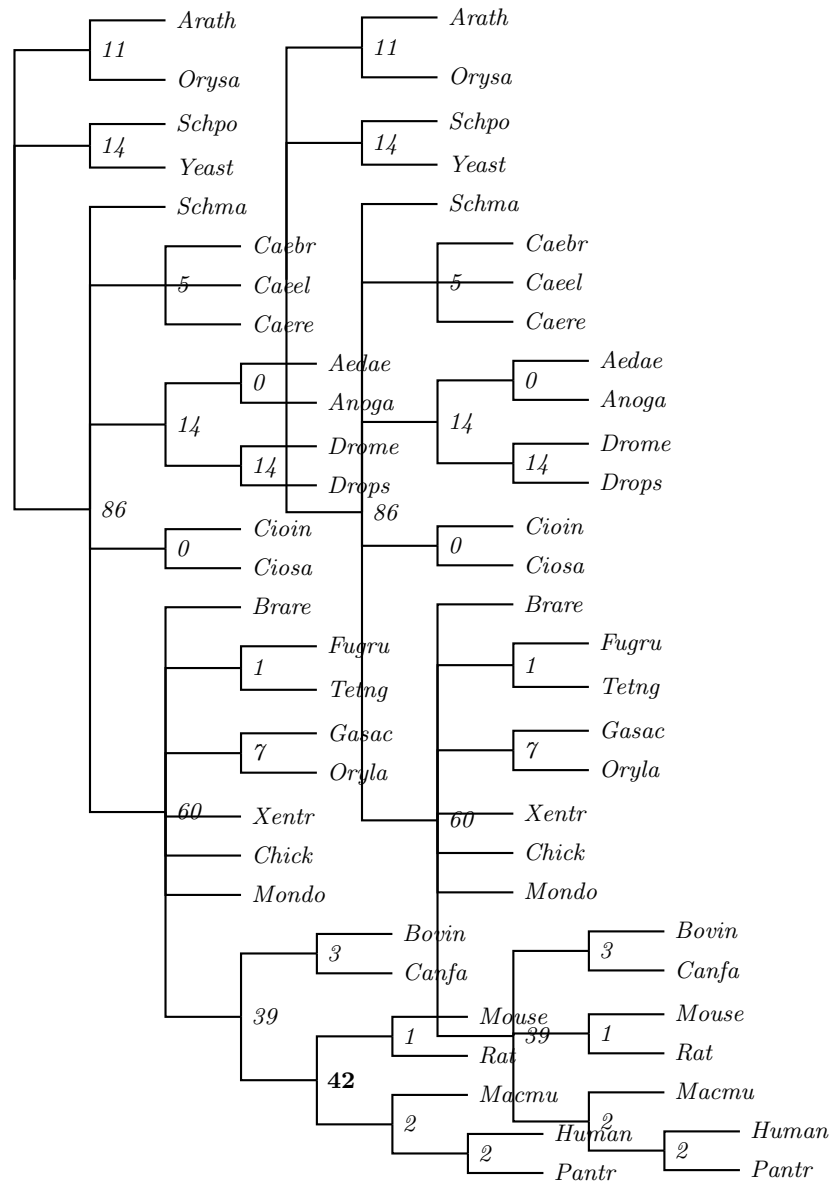 Arath
11
Orysa
Schpo
14
Yeast
Schma
Caebr
5
Caeel
Caere
Aedae
0
Anoga
14
Drome
14
Drops
86
Cioin
0
Ciosa
Brare
Fugru
1
Tetng
Gasac
7
Oryla
60
Xentr
Chick
Mondo
Bovin
3
Canfa
39
Mouse
1
Rat
42
Macmu
2
Human
2
Pantr
Arath
11
Orysa
Schpo
14
Yeast
Schma
Caebr
5
Caeel
Caere
Aedae
0
Anoga
14
Drome
14
Drops
86
Cioin
0
Ciosa
Brare
Fugru
1
Tetng
Gasac
7
Oryla
60
Xentr
Chick
Mondo
Bovin
3
Canfa
39
Mouse
1
Rat
Macmu
2
Human
2
Pantr